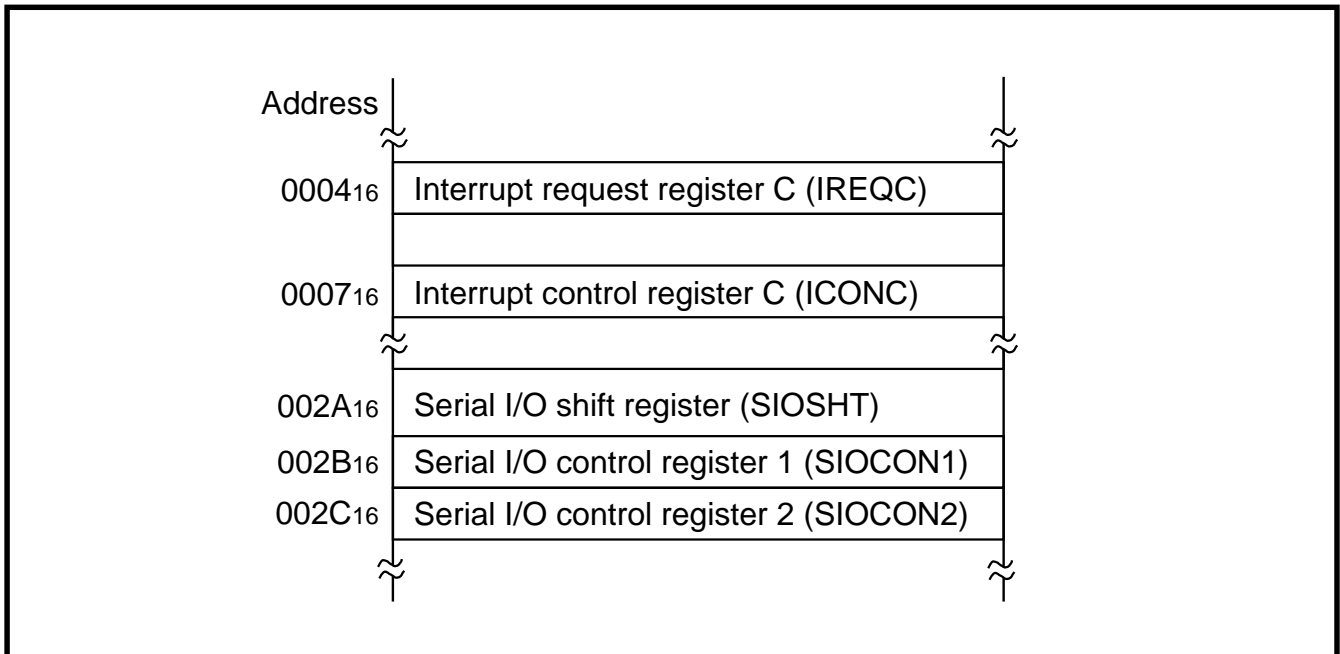 Address
0004₁₆ Interrupt request register C (IREQC)
0007₁₆ Interrupt control register C (ICONC)
002A₁₆ Serial I/O shift register (SIOSHT)
002B₁₆ Serial I/O control register 1 (SIOCON1)
002C₁₆ Serial I/O control register 2 (SIOCON2)